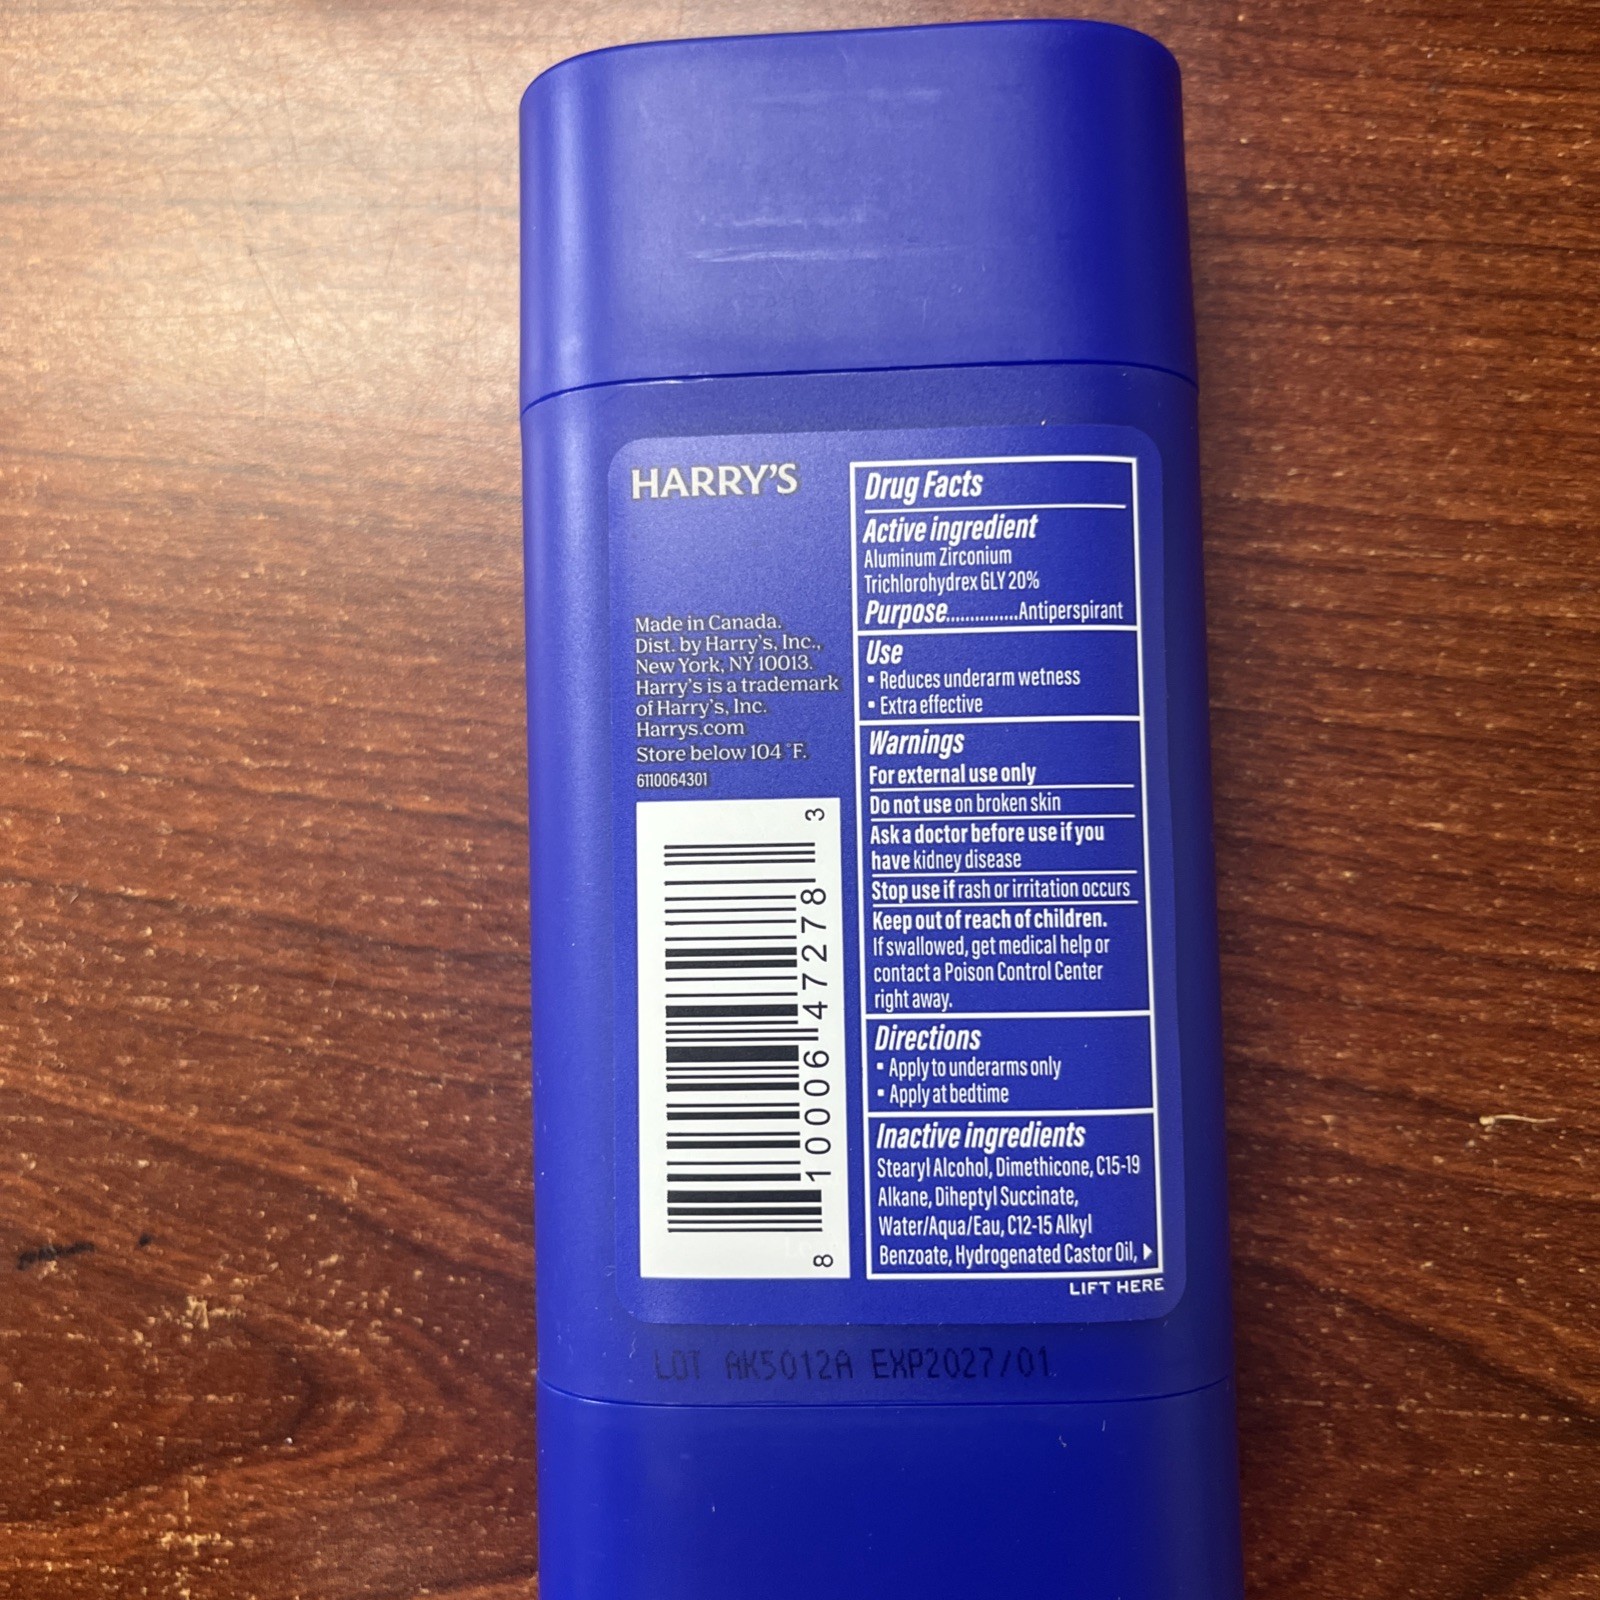 HARRY'S
Made in Canada.
Dist. by Harry's, Inc.,
New York, NY 10013.
Harry's is a trademark
of Harry's, Inc.
Harrys.com
Store below 104 °F.
6110064301
8 10006 47278 3
Drug Facts
Active ingredient
Aluminum Zirconium
Trichlorohydrex GLY 20%
Purpose...............Antiperspirant
Use
▪ Reduces underarm wetness
▪ Extra effective
Warnings
For external use only
Do not use on broken skin
Ask a doctor before use if you
have kidney disease
Stop use if rash or irritation occurs
Keep out of reach of children.
If swallowed, get medical help or
contact a Poison Control Center
right away.
Directions
▪ Apply to underarms only
▪ Apply at bedtime
Inactive ingredients
Stearyl Alcohol, Dimethicone, C15-19
Alkane, Diheptyl Succinate,
Water/Aqua/Eau, C12-15 Alkyl
Benzoate, Hydrogenated Castor Oil,
LIFT HERE
LOT AK5012A EXP2027/01